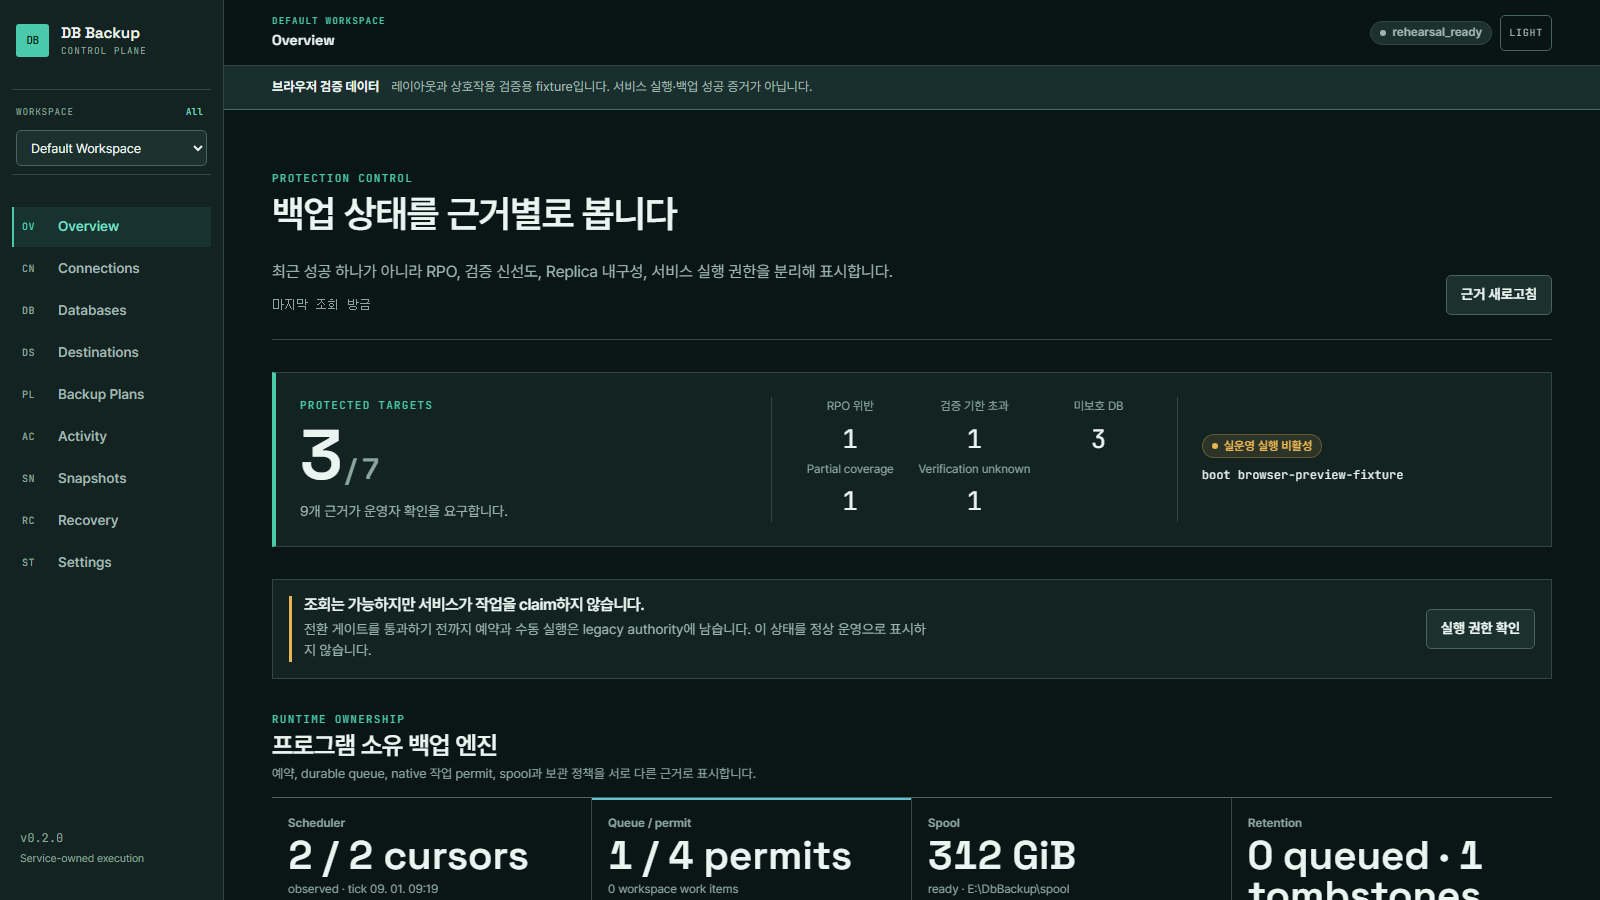 DB
DB Backup
CONTROL PLANE
WORKSPACE
All
Default Workspace
OV
Overview
CN
Connections
DB
Databases
DS
Destinations
PL
Backup Plans
AC
Activity
SN
Snapshots
RC
Recovery
ST
Settings
v0.2.0
Service-owned execution
DEFAULT WORKSPACE
Overview
rehearsal_ready
LIGHT
브라우저 검증 데이터
레이아웃과 상호작용 검증용 fixture입니다. 서비스 실행·백업 성공 증거가 아닙니다.
PROTECTION CONTROL
백업 상태를 근거별로 봅니다
최근 성공 하나가 아니라 RPO, 검증 신선도, Replica 내구성, 서비스 실행 권한을 분리해 표시합니다.
마지막 조회 방금
근거 새로고침
PROTECTED TARGETS
3/7
9개 근거가 운영자 확인을 요구합니다.
RPO 위반
1
검증 기한 초과
1
미보호 DB
3
Partial coverage
1
Verification unknown
1
실운영 실행 비활성
boot browser-preview-fixture
조회는 가능하지만 서비스가 작업을 claim하지 않습니다.
전환 게이트를 통과하기 전까지 예약과 수동 실행은 legacy authority에 남습니다. 이 상태를 정상 운영으로 표시하
지 않습니다.
실행 권한 확인
RUNTIME OWNERSHIP
프로그램 소유 백업 엔진
예약, durable queue, native 작업 permit, spool과 보관 정책을 서로 다른 근거로 표시합니다.
Scheduler
2 / 2 cursors
observed · tick 09. 01. 09:19
Queue / permit
1 / 4 permits
0 workspace work items
Spool
312 GiB
ready · E:\DbBackup\spool
Retention
0 queued · 1
tombstones